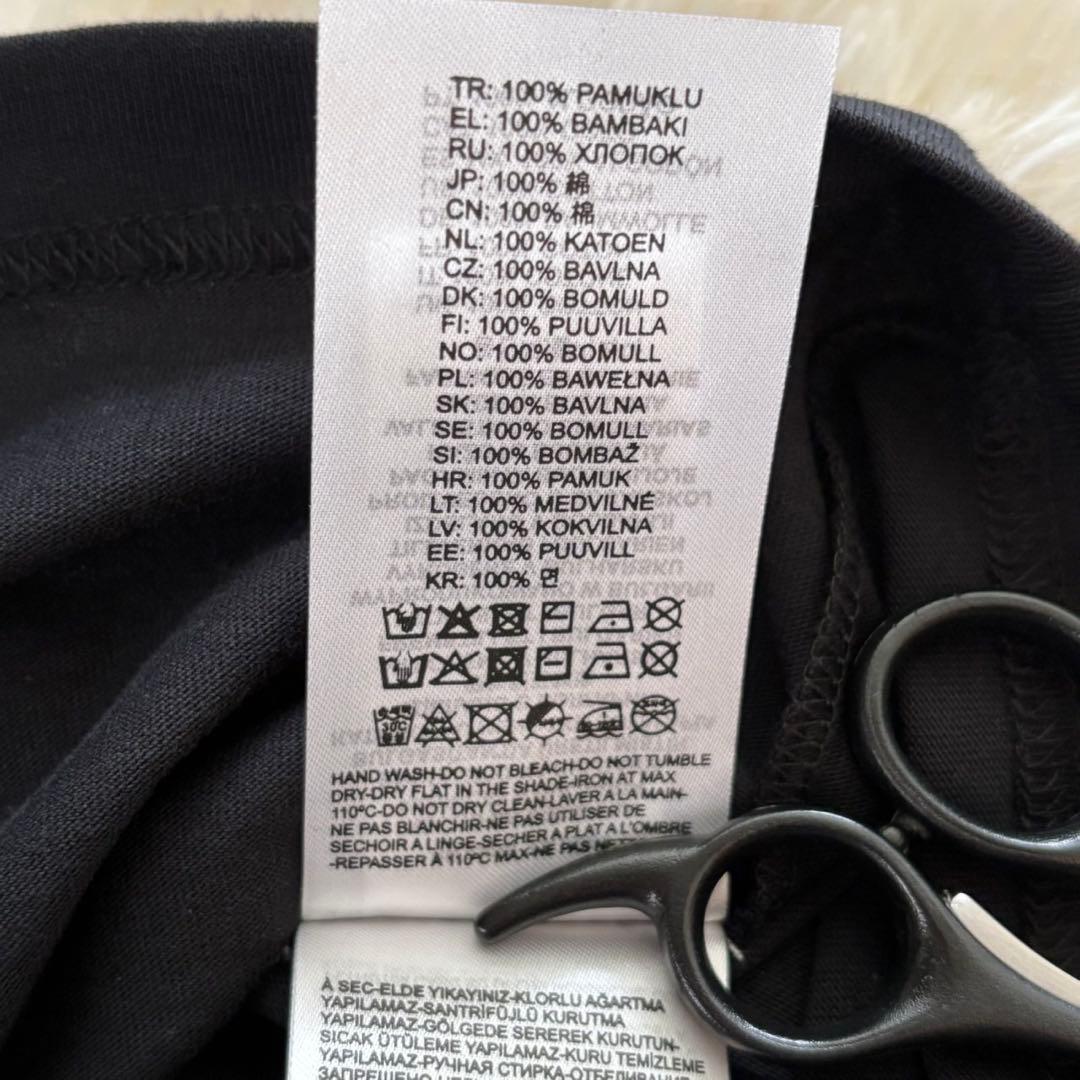 TR: 100% PAMUKLU
EL: 100% BAMBAKI
RU: 100% ХЛОПОК
JP: 100% 綿
CN: 100% 棉
NL: 100% KATOEN
CZ: 100% BAVLNA
DK: 100% BOMULD
FI: 100% PUUVILLA
NO: 100% BOMULL
PL: 100% BAWEŁNA
SK: 100% BAVLNA
SE: 100% BOMULL
SI: 100% BOMBAŽ
HR: 100% PAMUK
LT: 100% MEDVILNÉ
LV: 100% KOKVILNA
EE: 100% PUUVILL
KR: 100% 면
30°C
HAND WASH-DO NOT BLEACH-DO NOT TUMBLE
DRY-DRY FLAT IN THE SHADE-IRON AT MAX
110ºC-DO NOT DRY CLEAN-LAVER A LA MAIN-
NE PAS BLANCHIR-NE PAS UTILISER DE
SECHOIR A LINGE-SECHER A PLAT A L'OMBRE
-REPASSER À 110ºC MAX-NE PAS
À SEC-ELDE YIKAYINIZ-KLORLU AĞARTMA
YAPILAMAZ-SANTRİFÜJLÜ KURUTMA
YAPILAMAZ-GÖLGEDE SEREREK KURUTUN-
SICAK ÜTÜLEME YAPILAMAZ-KURU TEMİZLEME
YAPILAMAZ-РУЧНАЯ СТИРКА-ОТБЕЛИВАНИЕ